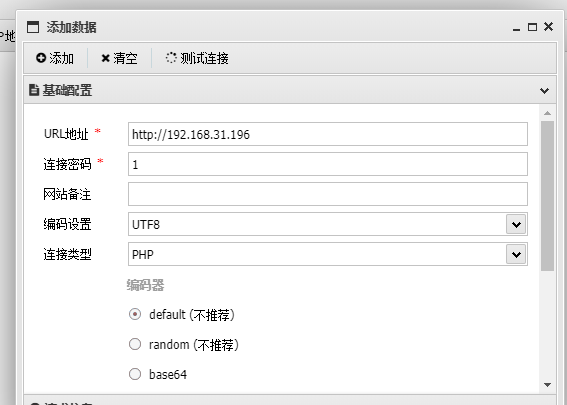 添加数据
添加 清空 测试连接
基础配置
URL地址 * http://192.168.31.196
连接密码 * 1
网站备注
编码设置 UTF8
连接类型 PHP
编码器
default (不推荐)
random (不推荐)
base64